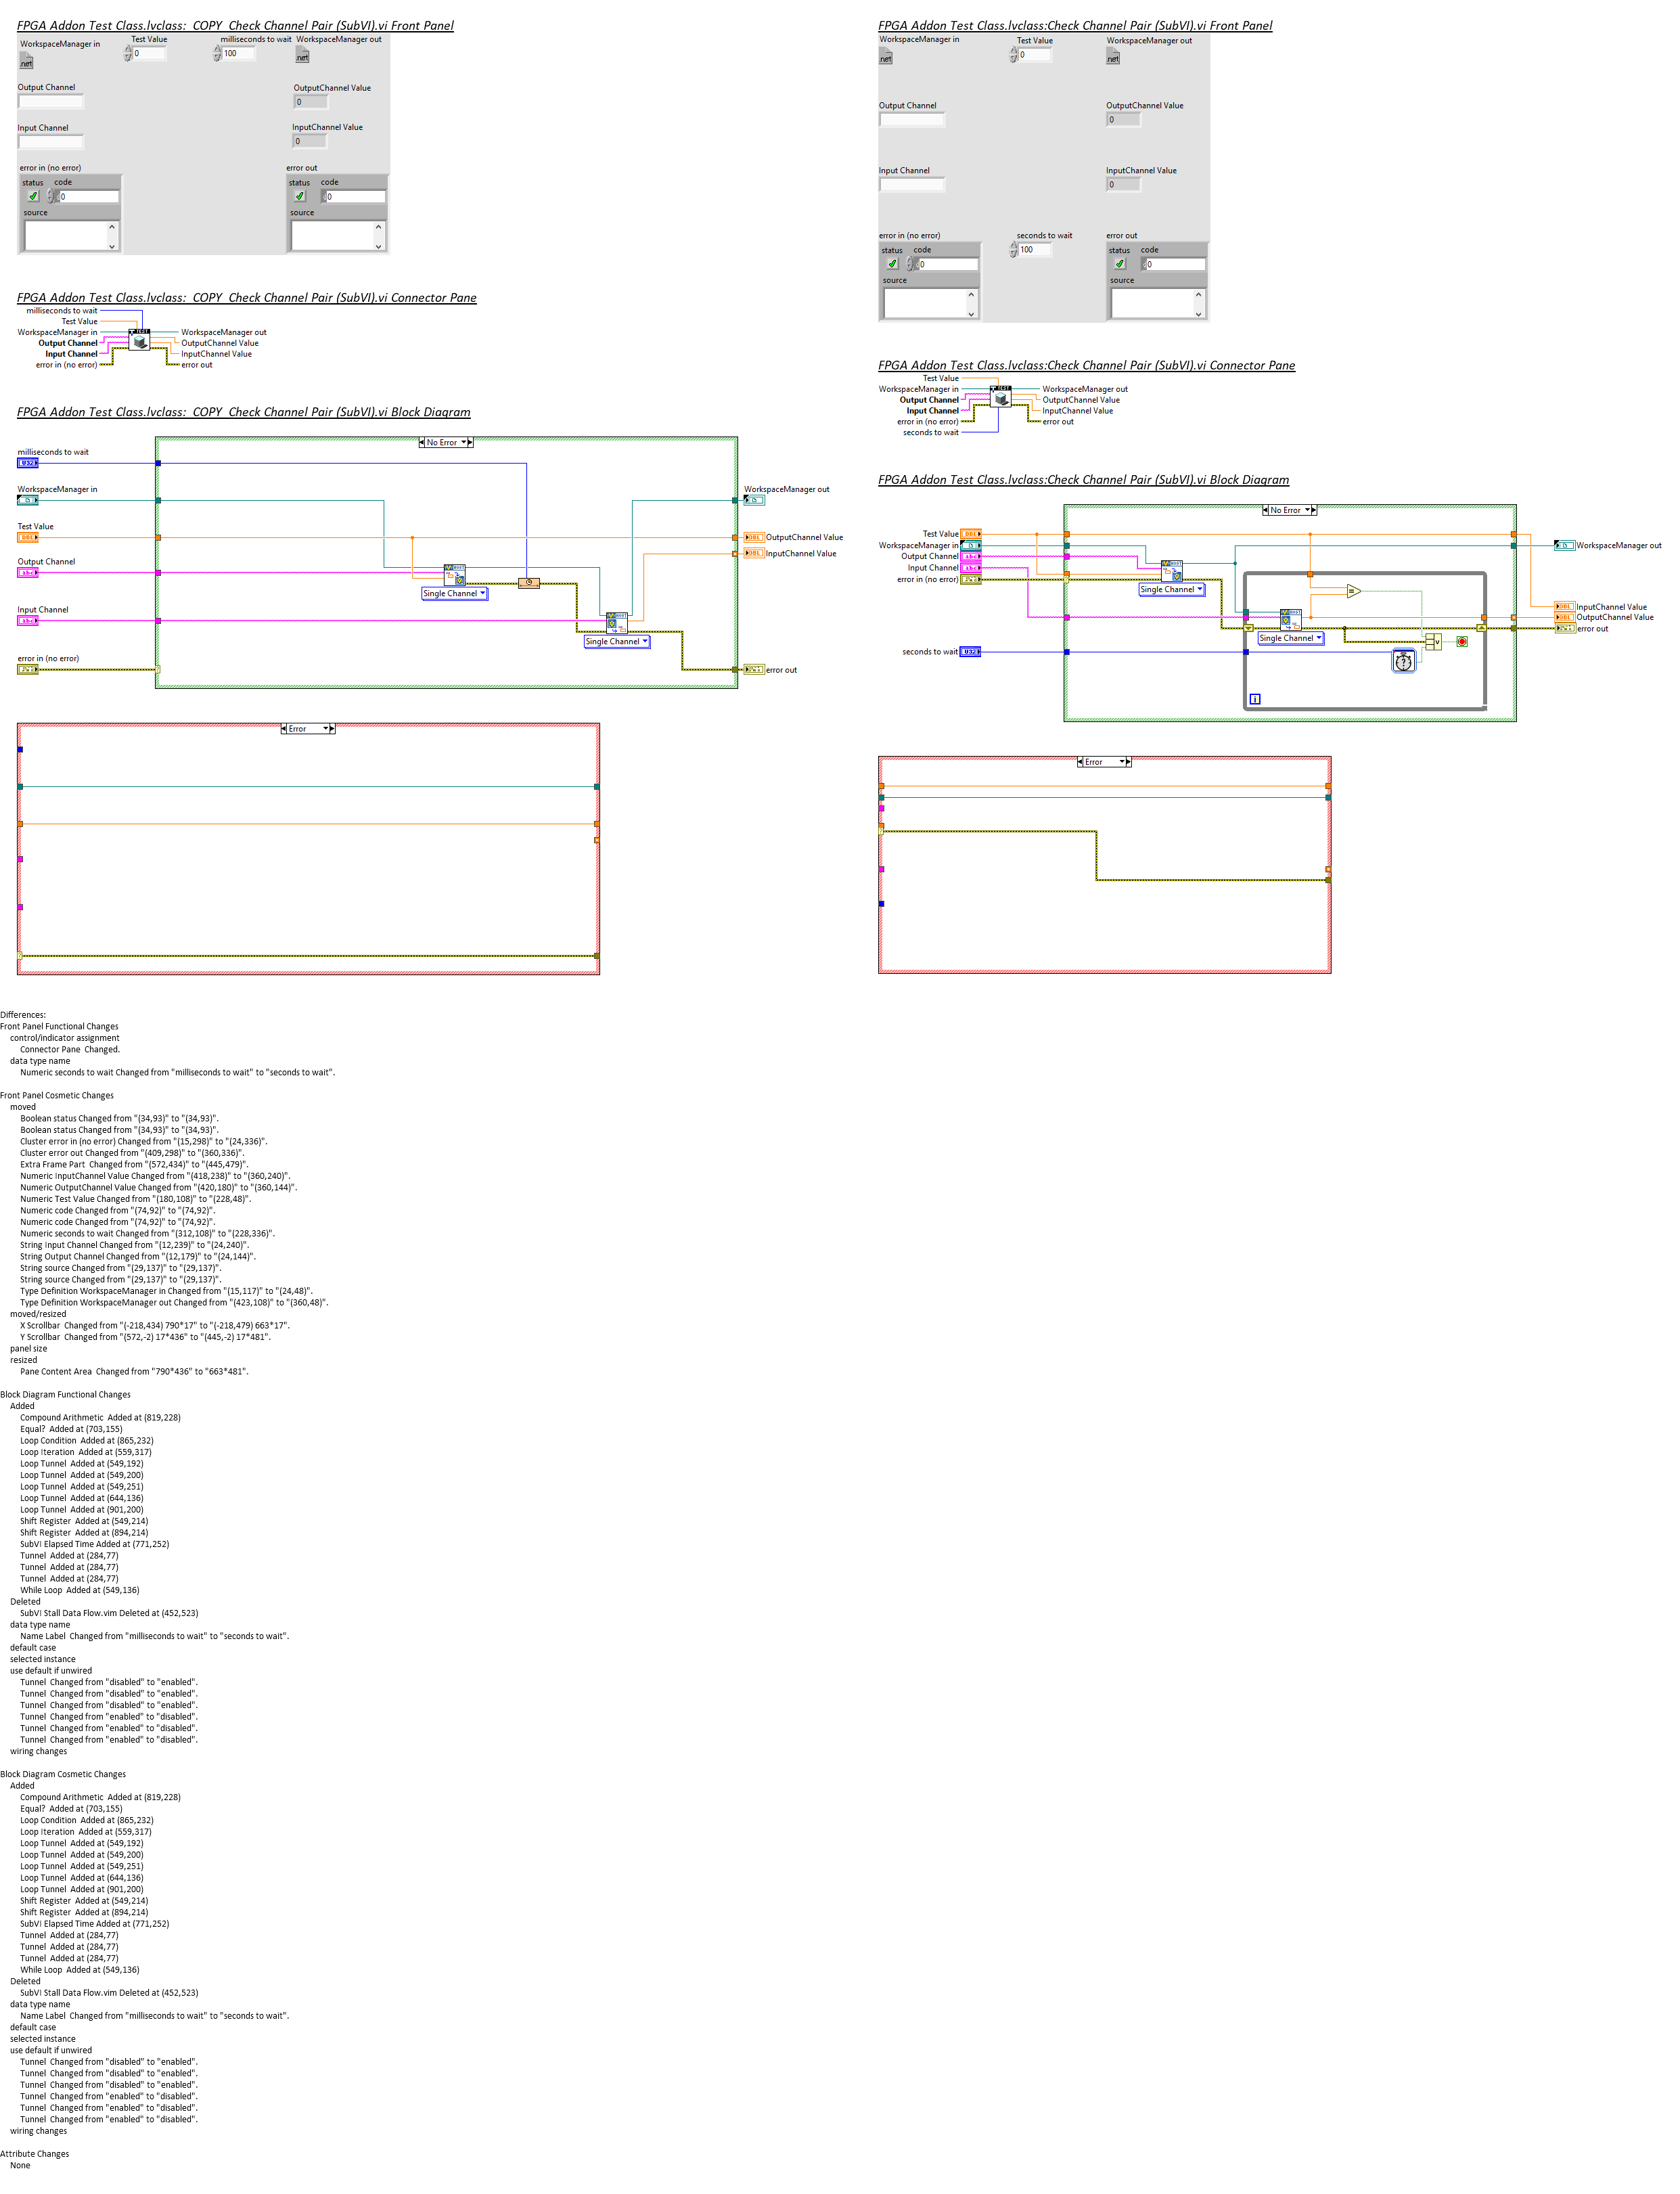 FPGA Addon Test Class.lvclass:  COPY  Check Channel Pair (SubVI).vi Front Panel
WorkspaceManager in
Test Value
milliseconds to wait
WorkspaceManager out
.net
0
100
.net
Output Channel
OutputChannel Value
0
Input Channel
InputChannel Value
0
error in (no error)
error out
status
code
status
code
0
0
source
source
FPGA Addon Test Class.lvclass:  COPY  Check Channel Pair (SubVI).vi Connector Pane
milliseconds to wait
Test Value
TEST
WorkspaceManager in
WorkspaceManager out
Output Channel
OutputChannel Value
Input Channel
InputChannel Value
error in (no error)
error out
FPGA Addon Test Class.lvclass:  COPY  Check Channel Pair (SubVI).vi Block Diagram
No Error
milliseconds to wait
U32
WorkspaceManager in
WorkspaceManager out
Test Value
DBL
DBL
OutputChannel Value
DBL
InputChannel Value
Output Channel
abc
Single Channel
Input Channel
abc
Single Channel
error in (no error)
error out
Error
FPGA Addon Test Class.lvclass:Check Channel Pair (SubVI).vi Front Panel
WorkspaceManager in
Test Value
WorkspaceManager out
.net
0
.net
Output Channel
OutputChannel Value
0
Input Channel
InputChannel Value
0
error in (no error)
seconds to wait
error out
status
code
100
status
code
0
0
source
source
FPGA Addon Test Class.lvclass:Check Channel Pair (SubVI).vi Connector Pane
Test Value
TEST
WorkspaceManager in
WorkspaceManager out
Output Channel
OutputChannel Value
Input Channel
InputChannel Value
error in (no error)
error out
seconds to wait
FPGA Addon Test Class.lvclass:Check Channel Pair (SubVI).vi Block Diagram
No Error
Test Value
DBL
WorkspaceManager in
WorkspaceManager out
Output Channel
abc
Input Channel
abc
error in (no error)
Single Channel
DBL
InputChannel Value
DBL
OutputChannel Value
error out
Single Channel
seconds to wait
U32
i
Error
Differences:
Front Panel Functional Changes
control/indicator assignment
Connector Pane  Changed.
data type name
Numeric seconds to wait Changed from "milliseconds to wait" to "seconds to wait".
Front Panel Cosmetic Changes
moved
Boolean status Changed from "(34,93)" to "(34,93)".
Boolean status Changed from "(34,93)" to "(34,93)".
Cluster error in (no error) Changed from "(15,298)" to "(24,336)".
Cluster error out Changed from "(409,298)" to "(360,336)".
Extra Frame Part  Changed from "(572,434)" to "(445,479)".
Numeric InputChannel Value Changed from "(418,238)" to "(360,240)".
Numeric OutputChannel Value Changed from "(420,180)" to "(360,144)".
Numeric Test Value Changed from "(180,108)" to "(228,48)".
Numeric code Changed from "(74,92)" to "(74,92)".
Numeric code Changed from "(74,92)" to "(74,92)".
Numeric seconds to wait Changed from "(312,108)" to "(228,336)".
String Input Channel Changed from "(12,239)" to "(24,240)".
String Output Channel Changed from "(12,179)" to "(24,144)".
String source Changed from "(29,137)" to "(29,137)".
String source Changed from "(29,137)" to "(29,137)".
Type Definition WorkspaceManager in Changed from "(15,117)" to "(24,48)".
Type Definition WorkspaceManager out Changed from "(423,108)" to "(360,48)".
moved/resized
X Scrollbar  Changed from "(-218,434) 790*17" to "(-218,479) 663*17".
Y Scrollbar  Changed from "(572,-2) 17*436" to "(445,-2) 17*481".
panel size
resized
Pane Content Area  Changed from "790*436" to "663*481".
Block Diagram Functional Changes
Added
Compound Arithmetic  Added at (819,228)
Equal?  Added at (703,155)
Loop Condition  Added at (865,232)
Loop Iteration  Added at (559,317)
Loop Tunnel  Added at (549,192)
Loop Tunnel  Added at (549,200)
Loop Tunnel  Added at (549,251)
Loop Tunnel  Added at (644,136)
Loop Tunnel  Added at (901,200)
Shift Register  Added at (549,214)
Shift Register  Added at (894,214)
SubVI Elapsed Time Added at (771,252)
Tunnel  Added at (284,77)
Tunnel  Added at (284,77)
Tunnel  Added at (284,77)
While Loop  Added at (549,136)
Deleted
SubVI Stall Data Flow.vim Deleted at (452,523)
data type name
Name Label  Changed from "milliseconds to wait" to "seconds to wait".
default case
selected instance
use default if unwired
Tunnel  Changed from "disabled" to "enabled".
Tunnel  Changed from "disabled" to "enabled".
Tunnel  Changed from "disabled" to "enabled".
Tunnel  Changed from "enabled" to "disabled".
Tunnel  Changed from "enabled" to "disabled".
Tunnel  Changed from "enabled" to "disabled".
wiring changes
Block Diagram Cosmetic Changes
Added
Compound Arithmetic  Added at (819,228)
Equal?  Added at (703,155)
Loop Condition  Added at (865,232)
Loop Iteration  Added at (559,317)
Loop Tunnel  Added at (549,192)
Loop Tunnel  Added at (549,200)
Loop Tunnel  Added at (549,251)
Loop Tunnel  Added at (644,136)
Loop Tunnel  Added at (901,200)
Shift Register  Added at (549,214)
Shift Register  Added at (894,214)
SubVI Elapsed Time Added at (771,252)
Tunnel  Added at (284,77)
Tunnel  Added at (284,77)
Tunnel  Added at (284,77)
While Loop  Added at (549,136)
Deleted
SubVI Stall Data Flow.vim Deleted at (452,523)
data type name
Name Label  Changed from "milliseconds to wait" to "seconds to wait".
default case
selected instance
use default if unwired
Tunnel  Changed from "disabled" to "enabled".
Tunnel  Changed from "disabled" to "enabled".
Tunnel  Changed from "disabled" to "enabled".
Tunnel  Changed from "enabled" to "disabled".
Tunnel  Changed from "enabled" to "disabled".
Tunnel  Changed from "enabled" to "disabled".
wiring changes
Attribute Changes
None